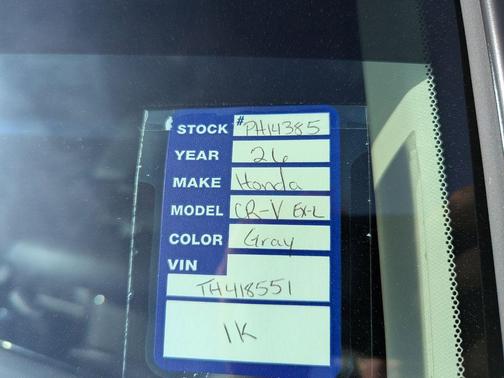 STOCK # PH14385
YEAR 26
MAKE Honda
MODEL CR-V EX-L
COLOR Gray
VIN
TH418551
1K